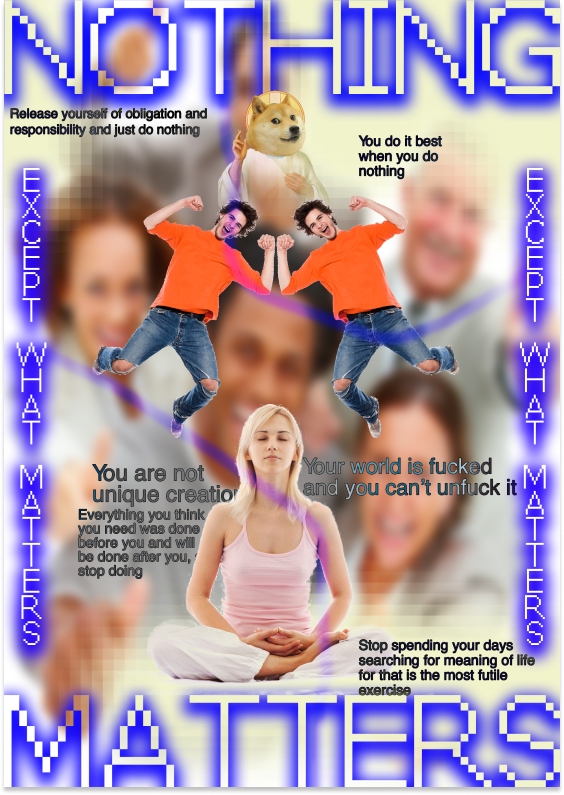 NOTHING
Release yourself of obligation and
responsibility and just do nothing
You do it best
when you do
nothing
EXCEPT WHAT MATTERS
EXCEPT WHAT MATTERS
You are not
unique creation
Everything you think
you need was done
before you and will
be done after you,
stop doing
Your world is fucked
and you can't unfuck it
Stop spending your days
searching for meaning of life
for that is the most futile
exercise
MATTERS